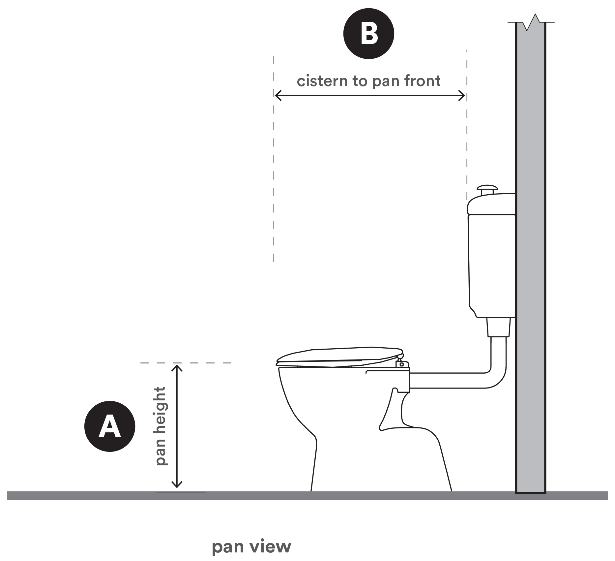 B
cistern to pan front
A
pan height
pan view